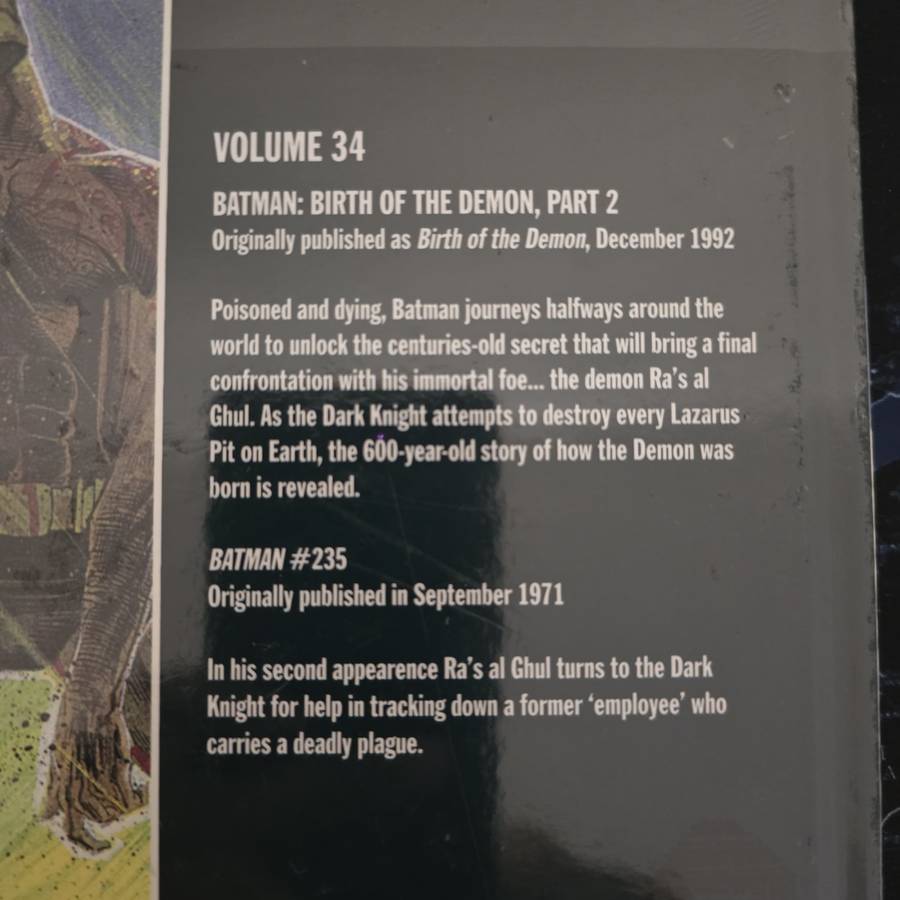 VOLUME 34
BATMAN: BIRTH OF THE DEMON, PART 2
Originally published as Birth of the Demon, December 1992
Poisoned and dying, Batman journeys halfways around the
world to unlock the centuries-old secret that will bring a final
confrontation with his immortal foe... the demon Ra's al
Ghul. As the Dark Knight attempts to destroy every Lazarus
Pit on Earth, the 600-year-old story of how the Demon was
born is revealed.
BATMAN #235
Originally published in September 1971
In his second appearence Ra's al Ghul turns to the Dark
Knight for help in tracking down a former ‘employee’ who
carries a deadly plague.